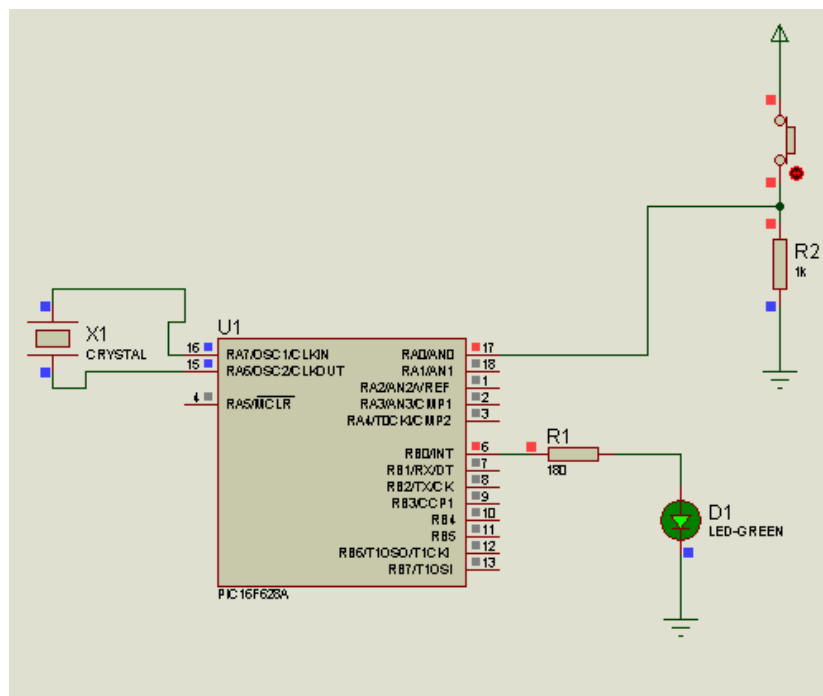 R2
1k
X1
CRYSTAL
U1
16
RA7/OSC1/CLKIN
15
RA6/OSC2/CLKOUT
4
RA5/MCLR
RA0/AN0
17
RA1/AN1
18
RA2/AN2/VREF
1
RA3/AN3/CMP1
2
RA4/T0CKI/CMP2
3
RB0/INT
6
RB1/RX/DT
7
RB2/TX/CK
8
RB3/CCP1
9
RB4
10
RB5
11
RB6/T1OSO/T1CKI
12
RB7/T1OSI
13
PIC16F628A
R1
180
D1
LED-GREEN